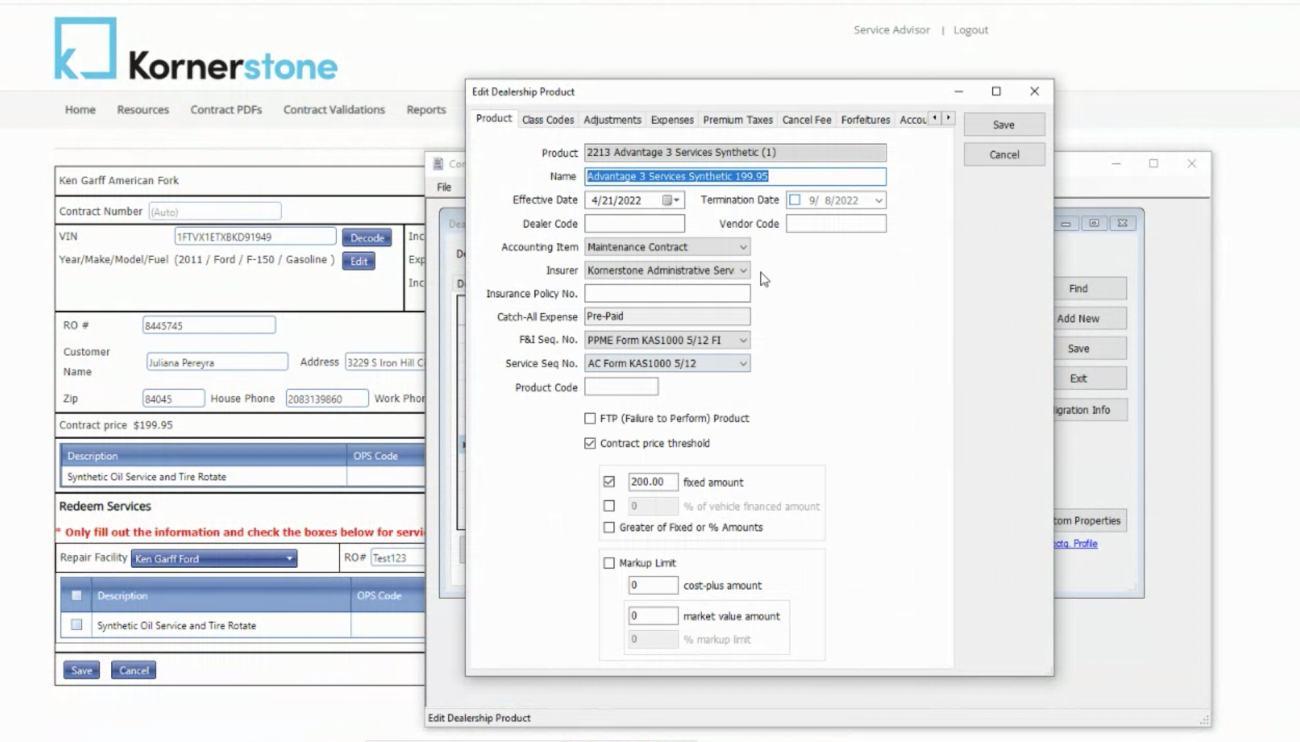 Kornerstone
Service Advisor | Logout
Home Resources Contract PDFs Contract Validations Reports
Ken Garff American Fork
Contract Number (Auto)
VIN 1FTVX1ETXBKD91949 Decode Inc
Year/Make/Model/Fuel (2011 / Ford / F-150 / Gasoline ) Edit Exp
Inc
RO # 8445745
Customer Name Juliana Pereyra Address 3229 S Iron Hill C
Zip 84045 House Phone 2083139860 Work Phor
Contract price $199.95
Description OPS Code
Synthetic Oil Service and Tire Rotate
Redeem Services
* Only fill out the information and check the boxes below for servi
Repair Facility Ken Garff Ford RO# Test123
Description OPS Code
Synthetic Oil Service and Tire Rotate
Save Cancel
Edit Dealership Product
Product Class Codes Adjustments Expenses Premium Taxes Cancel Fee Forfeitures Accou
Save
Cancel
Product 2213 Advantage 3 Services Synthetic (1)
Name Advantage 3 Services Synthetic 199.95
Effective Date 4/21/2022 Termination Date 9/ 8/2022
Dealer Code Vendor Code
Accounting Item Maintenance Contract
Insurer Kornerstone Administrative Serv
Insurance Policy No.
Catch-All Expense Pre-Paid
F&I Seq. No. PPME Form KAS1000 5/12 FI
Service Seq No. AC Form KAS1000 5/12
Product Code
FTP (Failure to Perform) Product
Contract price threshold
200.00 fixed amount
0 % of vehicle financed amount
Greater of Fixed or % Amounts
Markup Limit
0 cost-plus amount
0 market value amount
0 % markup limit
Co
File
Dea
De
D
Find
Add New
Save
Exit
igration Info
tom Properties
Profile
Edit Dealership Product